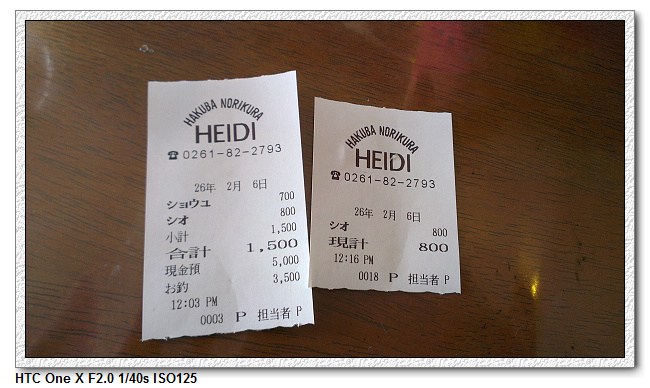 HAKUBA NORIKURA
HEIDI
☎0261-82-2793
26年 2月 6日
ショウユ 700
シオ 800
小計 1,500
合計 1,500
現金預 5,000
お釣 3,500
12:03 PM
0003 P 担当者 P
HAKUBA NORIKURA
HEIDI
☎0261-82-2793
26年 2月 6日
シオ 800
現計 800
12:16 PM
0018 P 担当者 P
HTC One X F2.0 1/40s ISO125